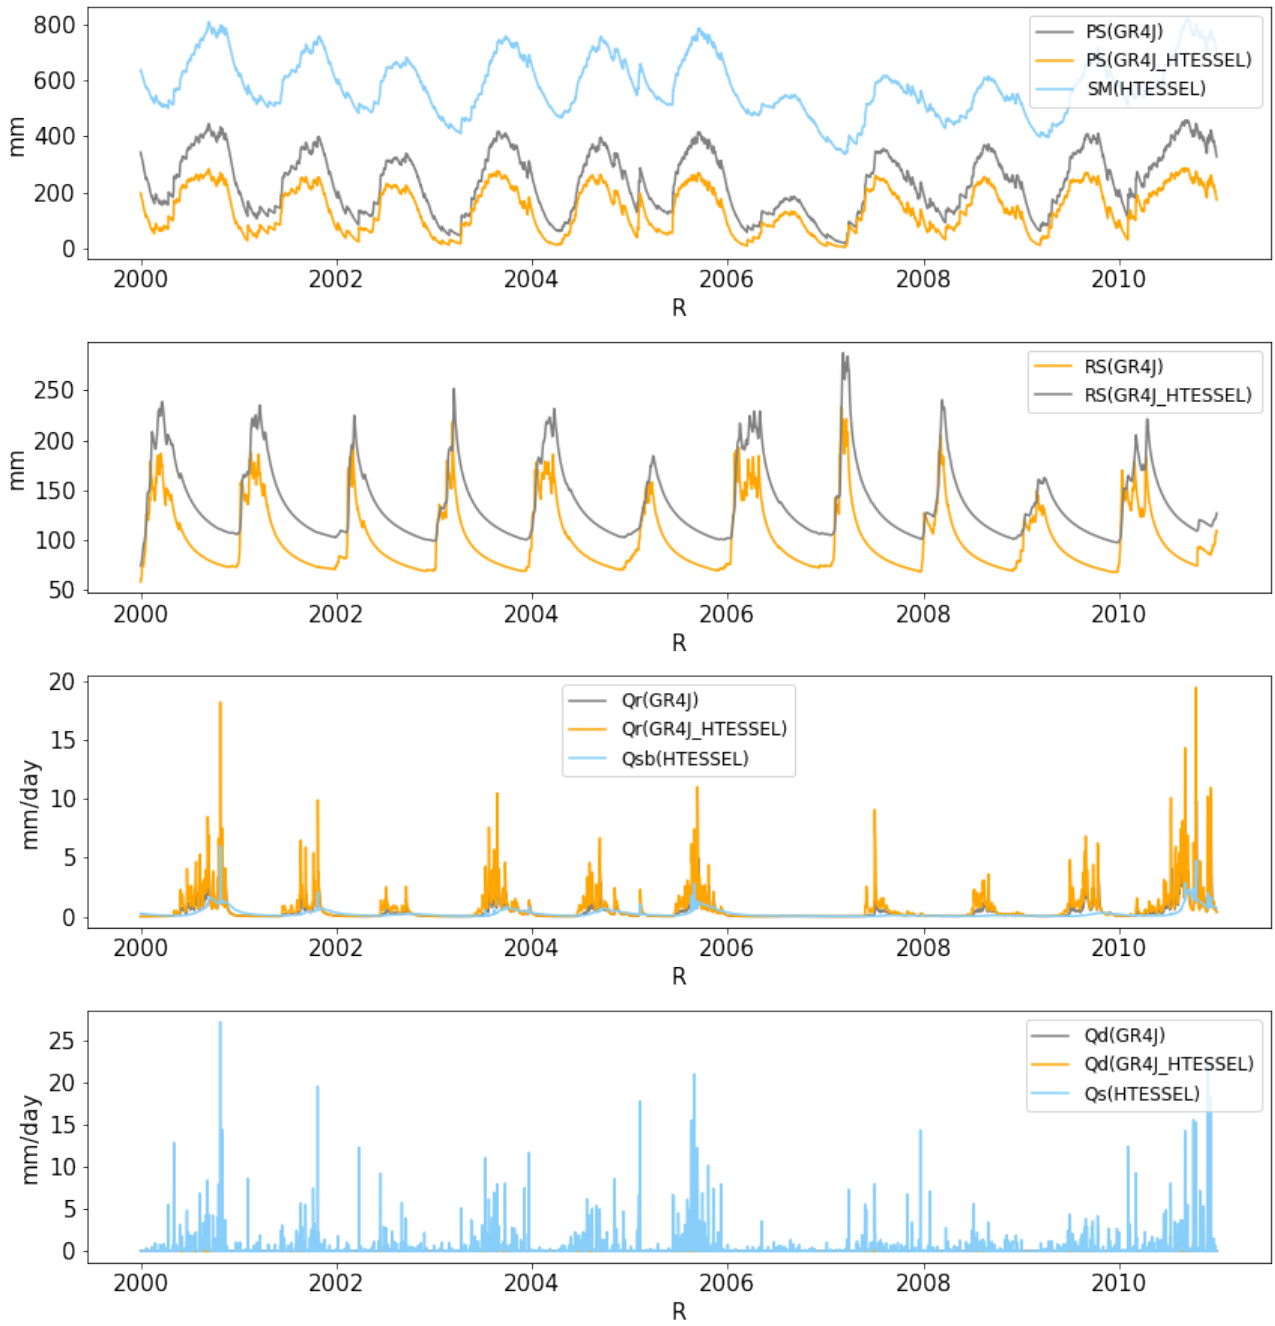 800
600
400
200
0
mm
PS(GR4J)
PS(GR4J_HTESSEL)
SM(HTESSEL)
2000 2002 2004 2006 2008 2010
R
250
200
150
100
50
mm
RS(GR4J)
RS(GR4J_HTESSEL)
2000 2002 2004 2006 2008 2010
R
20
15
10
5
0
mm/day
Qr(GR4J)
Qr(GR4J_HTESSEL)
Qsb(HTESSEL)
2000 2002 2004 2006 2008 2010
R
25
20
15
10
5
0
mm/day
Qd(GR4J)
Qd(GR4J_HTESSEL)
Qs(HTESSEL)
2000 2002 2004 2006 2008 2010
R